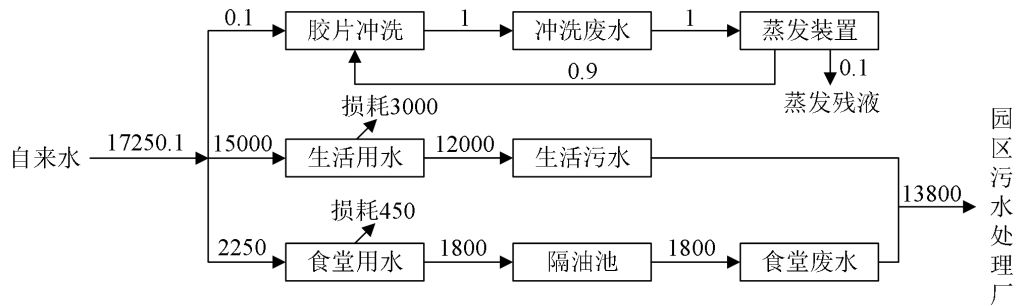 0.1
胶片冲洗
1
冲洗废水
1
蒸发装置
0.9
0.1
蒸发残液
损耗3000
自来水
17250.1
15000
生活用水
12000
生活污水
13800
园区污水处理厂
损耗450
2250
食堂用水
1800
隔油池
1800
食堂废水